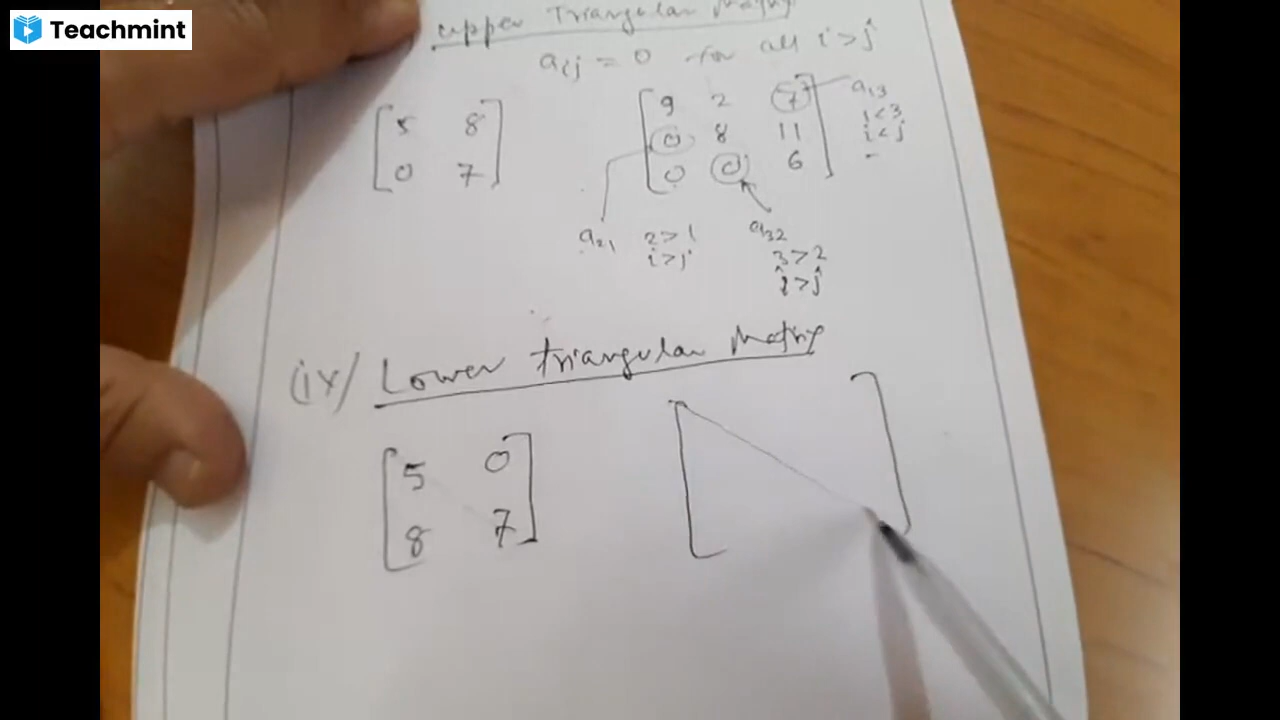 Teachmint
upper Triangular Matrix
aij = 0 for all i > j
5 8
0 7
9 2 7
0 8 11
0 0 6
a13
1 < 3
i < j
a21 2 > 1
i > j
a32
3 > 2
i > j
(iv) Lower triangular Matrix
5 0
8 7